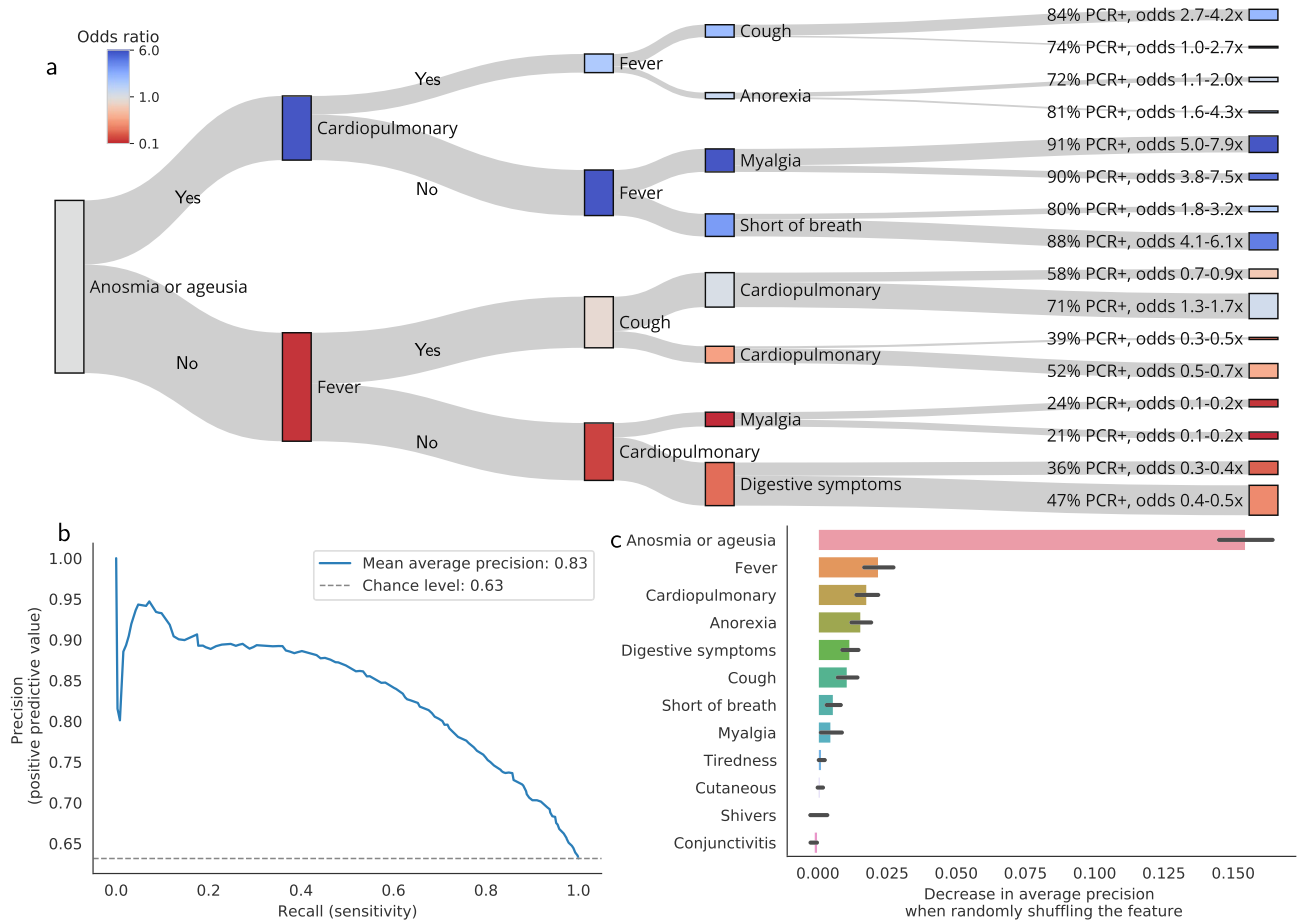 a
Odds ratio
6.0
1.0
0.1
Anosmia or ageusia
Yes
No
Cardiopulmonary
Fever
Yes
No
Yes
No
Fever
Fever
Cough
Cardiopulmonary
Cough
Anorexia
Myalgia
Short of breath
Cardiopulmonary
Cardiopulmonary
Myalgia
Digestive symptoms
84% PCR+, odds 2.7-4.2x
74% PCR+, odds 1.0-2.7x
72% PCR+, odds 1.1-2.0x
81% PCR+, odds 1.6-4.3x
91% PCR+, odds 5.0-7.9x
90% PCR+, odds 3.8-7.5x
80% PCR+, odds 1.8-3.2x
88% PCR+, odds 4.1-6.1x
58% PCR+, odds 0.7-0.9x
71% PCR+, odds 1.3-1.7x
39% PCR+, odds 0.3-0.5x
52% PCR+, odds 0.5-0.7x
24% PCR+, odds 0.1-0.2x
21% PCR+, odds 0.1-0.2x
36% PCR+, odds 0.3-0.4x
47% PCR+, odds 0.4-0.5x
b
Precision
(positive predictive value)
1.00
0.95
0.90
0.85
0.80
0.75
0.70
0.65
Mean average precision: 0.83
Chance level: 0.63
0.0 0.2 0.4 0.6 0.8 1.0
Recall (sensitivity)
c
Anosmia or ageusia
Fever
Cardiopulmonary
Anorexia
Digestive symptoms
Cough
Short of breath
Myalgia
Tiredness
Cutaneous
Shivers
Conjunctivitis
0.000 0.025 0.050 0.075 0.100 0.125 0.150
Decrease in average precision
when randomly shuffling the feature